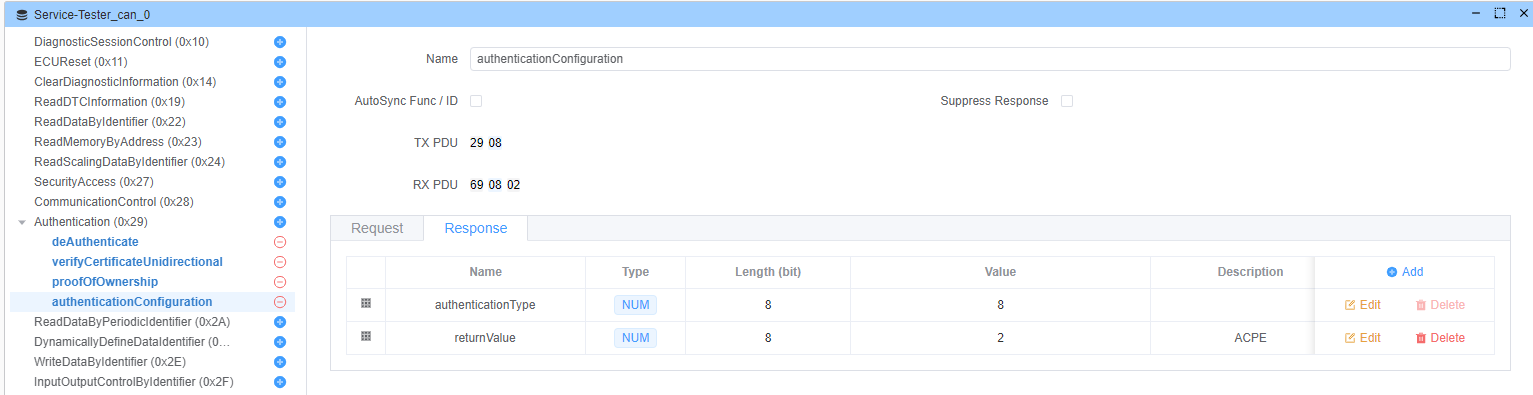 Service-Tester_can_0
DiagnosticSessionControl (0x10)
ECUReset (0x11)
ClearDiagnosticInformation (0x14)
ReadDTCInformation (0x19)
ReadDataByIdentifier (0x22)
ReadMemoryByAddress (0x23)
ReadScalingDataByIdentifier (0x24)
SecurityAccess (0x27)
CommunicationControl (0x28)
Authentication (0x29)
deAuthenticate
verifyCertificateUnidirectional
proofOfOwnership
authenticationConfiguration
ReadDataByPeriodicIdentifier (0x2A)
DynamicallyDefineDataIdentifier (0...
WriteDataByIdentifier (0x2E)
InputOutputControlByIdentifier (0x2F)
Name authenticationConfiguration
AutoSync Func / ID Suppress Response
TX PDU 29 08
RX PDU 69 08 02
Request Response
Name Type Length (bit) Value Description Add
authenticationType NUM 8 8 Edit Delete
returnValue NUM 8 2 ACPE Edit Delete